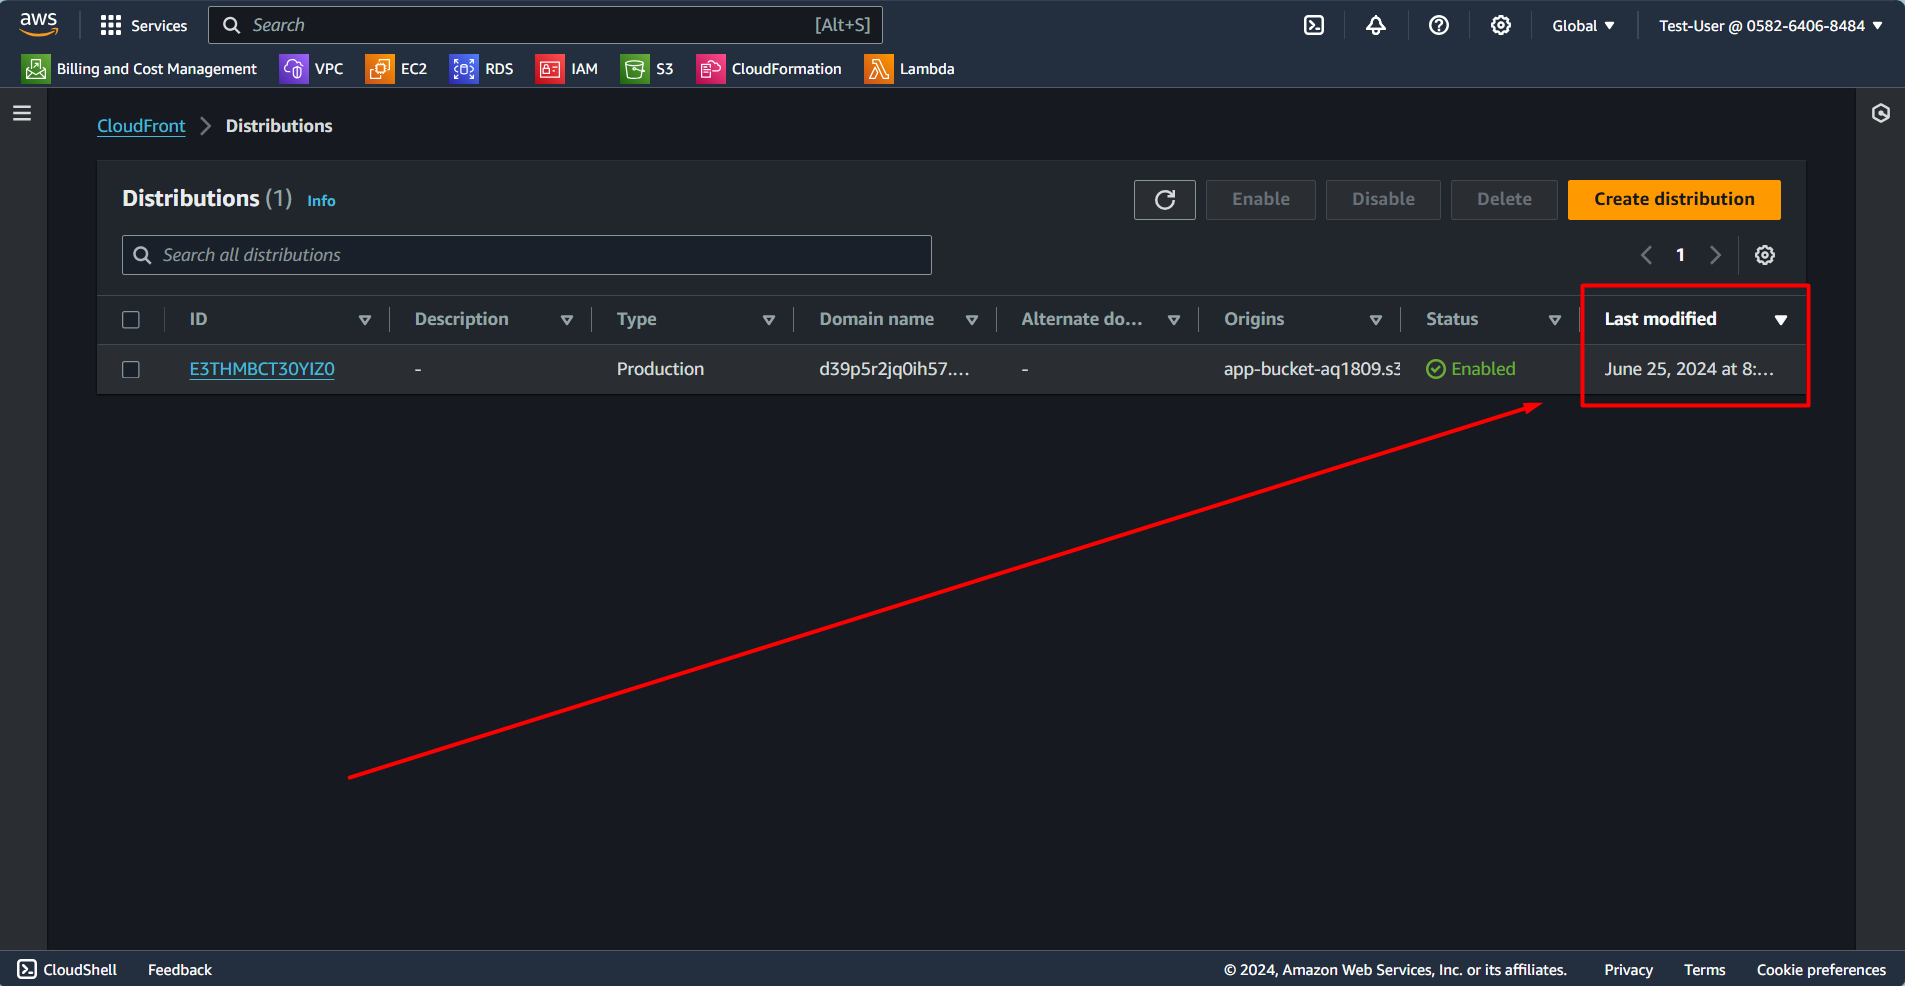 aws Services Search [Alt+S] Global Test-User @ 0582-6406-8484
Billing and Cost Management VPC EC2 RDS IAM S3 CloudFormation Lambda
CloudFront Distributions
Distributions (1) Info Enable Disable Delete Create distribution
Search all distributions 1
ID Description Type Domain name Alternate do... Origins Status Last modified
E3THMBCT30YIZ0 - Production d39p5r2jq0ih57.... - app-bucket-aq1809.s3 Enabled June 25, 2024 at 8:...
CloudShell Feedback © 2024, Amazon Web Services, Inc. or its affiliates. Privacy Terms Cookie preferences